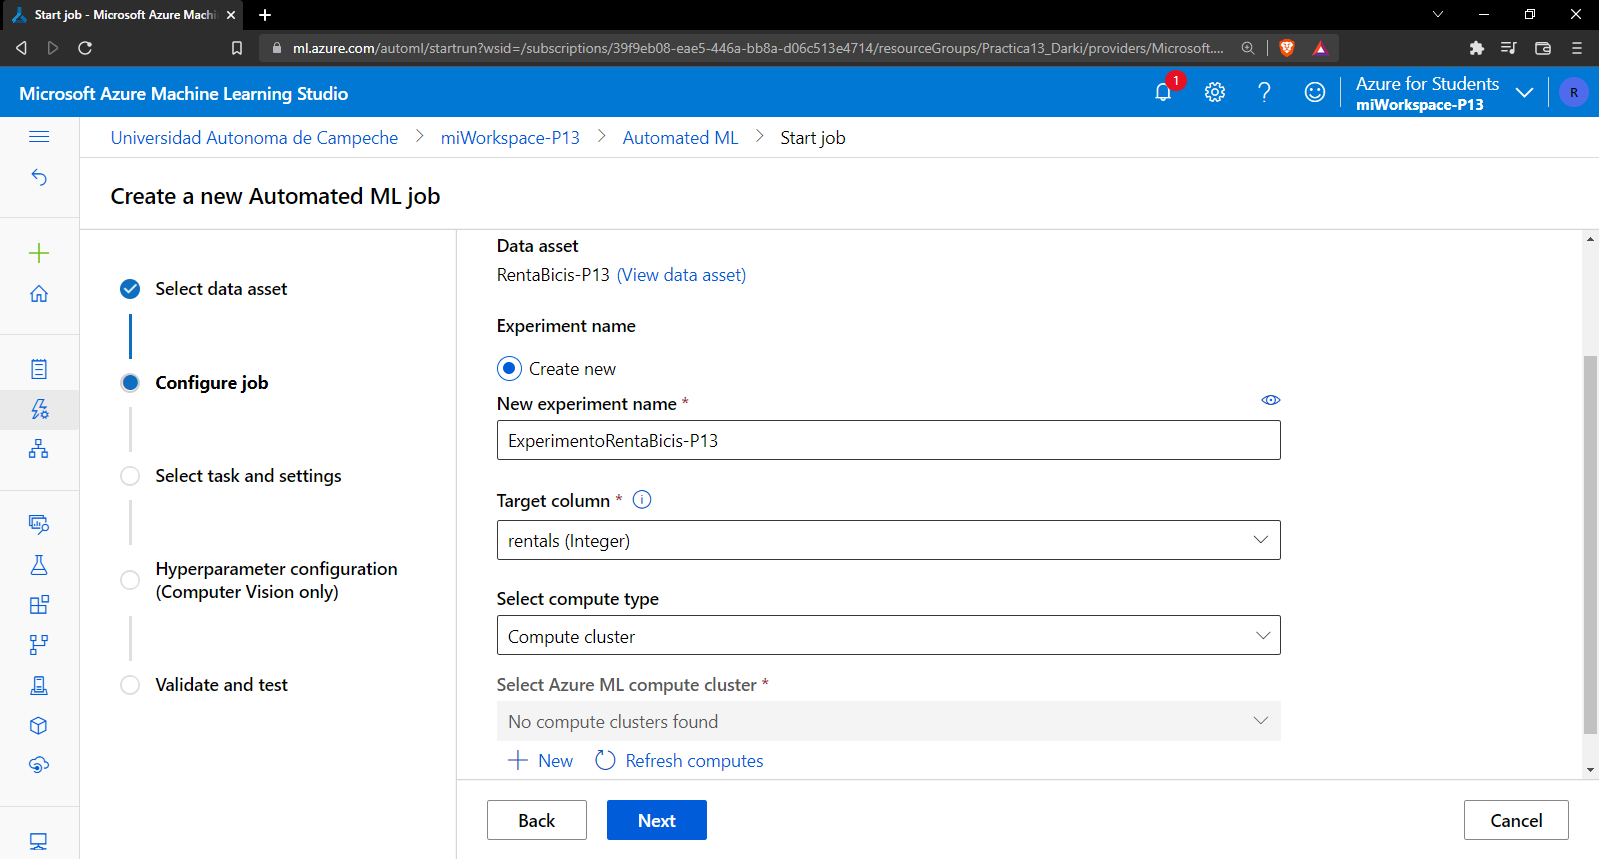 Start job - Microsoft Azure Machi
ml.azure.com/automl/startrun?wsid=/subscriptions/39f9eb08-eae5-446a-bb8a-d06c513e4714/resourceGroups/Practica13_Darki/providers/Microsoft....
Microsoft Azure Machine Learning Studio
1
Azure for Students
miWorkspace-P13
R
Universidad Autonoma de Campeche > miWorkspace-P13 > Automated ML > Start job
Create a new Automated ML job
Select data asset
Configure job
Select task and settings
Hyperparameter configuration
(Computer Vision only)
Validate and test
Data asset
RentaBicis-P13 (View data asset)
Experiment name
Create new
New experiment name *
ExperimentoRentaBicis-P13
Target column *
rentals (Integer)
Select compute type
Compute cluster
Select Azure ML compute cluster *
No compute clusters found
New Refresh computes
Back Next Cancel